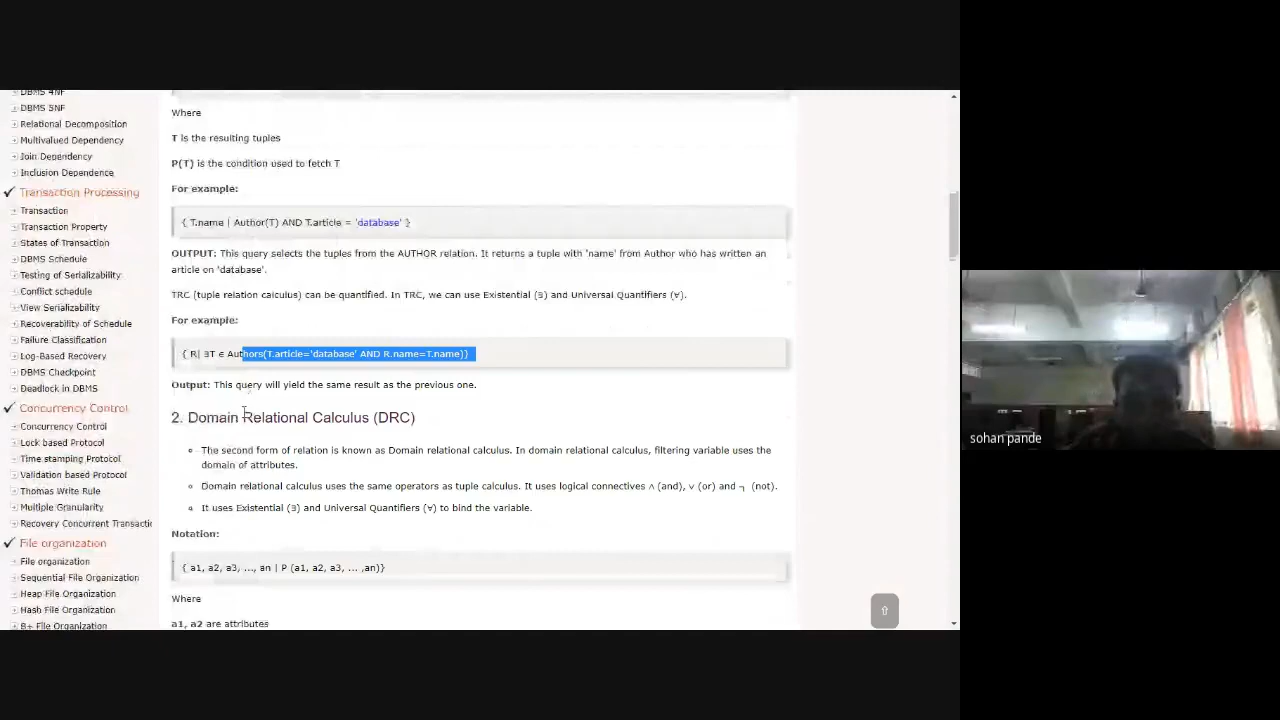 DBMS 4NF
DBMS 5NF
Relational Decomposition
Multivalued Dependency
Join Dependency
Inclusion Dependence
Transaction Processing
Transaction
Transaction Property
States of Transaction
DBMS Schedule
Testing of Serializability
Conflict schedule
View Serializability
Recoverability of Schedule
Failure Classification
Log-Based Recovery
DBMS Checkpoint
Deadlock in DBMS
Concurrency Control
Concurrency Control
Lock based Protocol
Time stamping Protocol
Validation based Protocol
Thomas Write Rule
Multiple Granularity
Recovery Concurrent Transactic
File organization
File organization
Sequential File Organization
Heap File Organization
Hash File Organization
B+ File Organization
Where
T is the resulting tuples
P(T) is the condition used to fetch T
For example:
{ T.name | Author(T) AND T.article = 'database' }
OUTPUT: This query selects the tuples from the AUTHOR relation. It returns a tuple with 'name' from Author who has written an
article on 'database'.
TRC (tuple relation calculus) can be quantified. In TRC, we can use Existential (∃) and Universal Quantifiers (∀).
For example:
{ R| ∃T ∈ Authors(T.article='database' AND R.name=T.name)}
Output: This query will yield the same result as the previous one.
2. Domain Relational Calculus (DRC)
The second form of relation is known as Domain relational calculus. In domain relational calculus, filtering variable uses the
domain of attributes.
Domain relational calculus uses the same operators as tuple calculus. It uses logical connectives ∧ (and), ∨ (or) and ┐ (not).
It uses Existential (∃) and Universal Quantifiers (∀) to bind the variable.
Notation:
{ a1, a2, a3, ..., an | P (a1, a2, a3, ... ,an)}
Where
a1, a2 are attributes
sohan pande